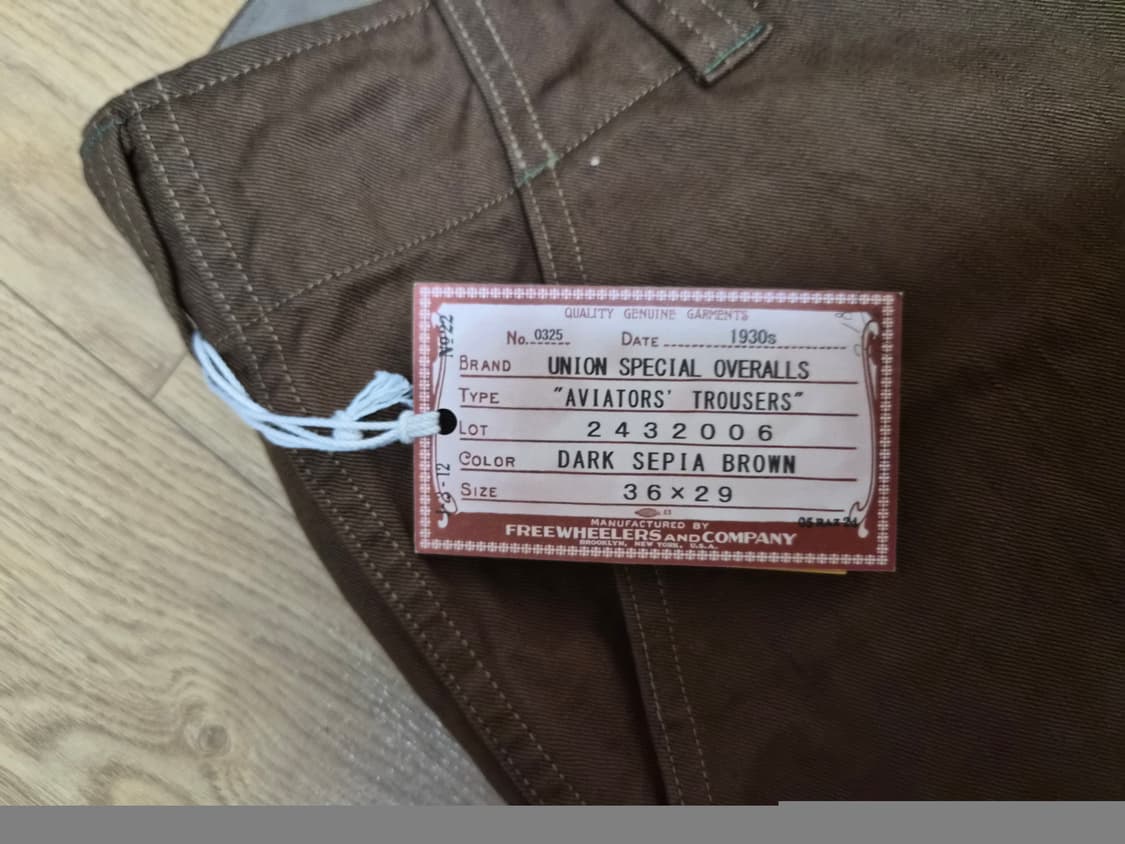 QUALITY GENUINE GARMENTS
No. 0325 DATE 1930s
BRAND UNION SPECIAL OVERALLS
TYPE "AVIATORS' TROUSERS"
LOT 2432006
COLOR DARK SEPIA BROWN
SIZE 36×29
MANUFACTURED BY
FREEWHEELERS AND COMPANY
BROOKLYN, NEW YORK, U.S.A.
No 22